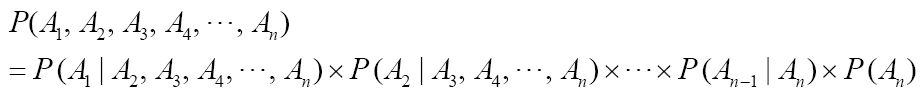 P(A₁, A₂, A₃, A₄, ⋯, Aₙ)
= P(A₁ | A₂, A₃, A₄, ⋯, Aₙ) × P(A₂ | A₃, A₄, ⋯, Aₙ) × ⋯ × P(Aₙ₋₁ | Aₙ) × P(Aₙ)